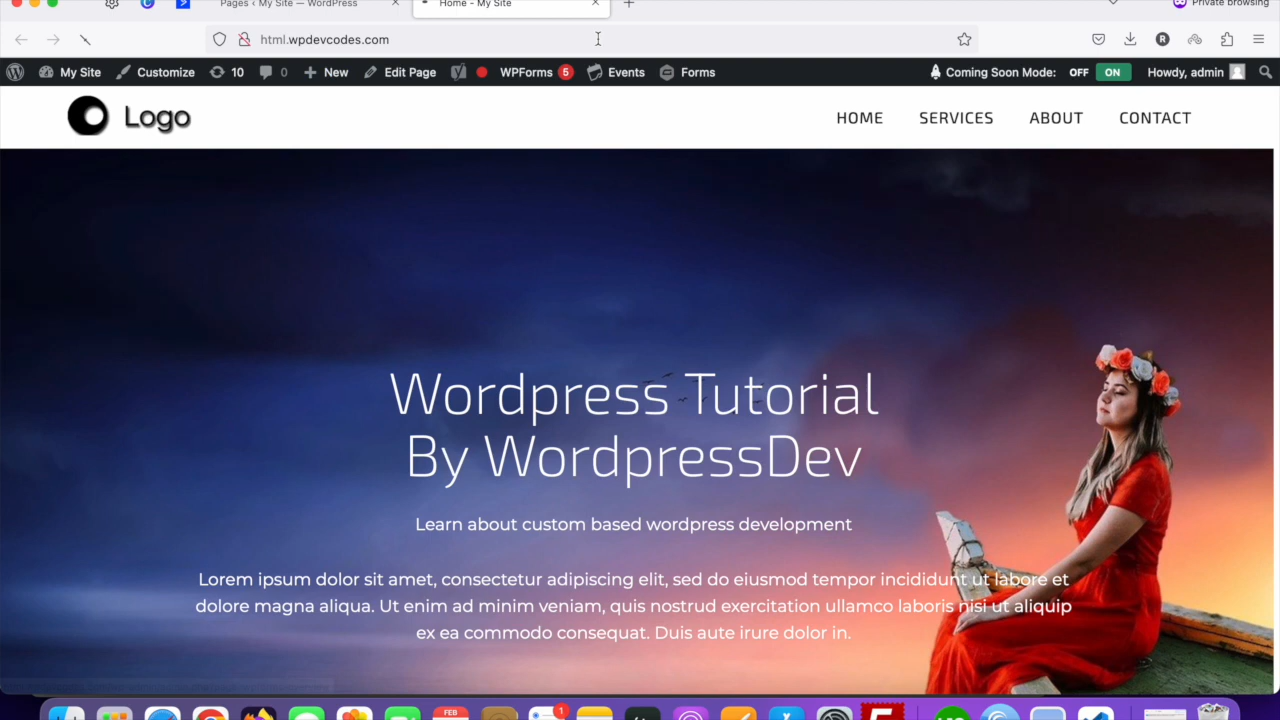 Pages ‹ My Site — WordPress
Home - My Site
Private browsing
html.wpdevcodes.com
My Site Customize 10 0 New Edit Page WPForms 5 Events Forms Coming Soon Mode: OFF ON Howdy, admin
Logo
HOME SERVICES ABOUT CONTACT
Wordpress Tutorial
By WordpressDev
Learn about custom based wordpress development
Lorem ipsum dolor sit amet, consectetur adipiscing elit, sed do eiusmod tempor incididunt ut labore et
dolore magna aliqua. Ut enim ad minim veniam, quis nostrud exercitation ullamco laboris nisi ut aliquip
ex ea commodo consequat. Duis aute irure dolor in.
FEB
1